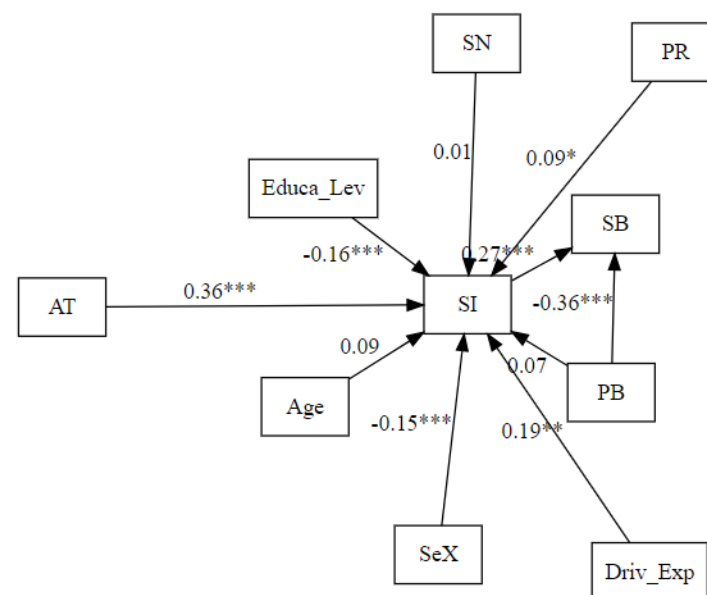 SN
PR
0.01
0.09*
Educa_Lev
SB
-0.16***
0.27***
AT
0.36***
SI
-0.36***
0.09
0.07
Age
PB
-0.15***
0.19**
SeX
Driv_Exp